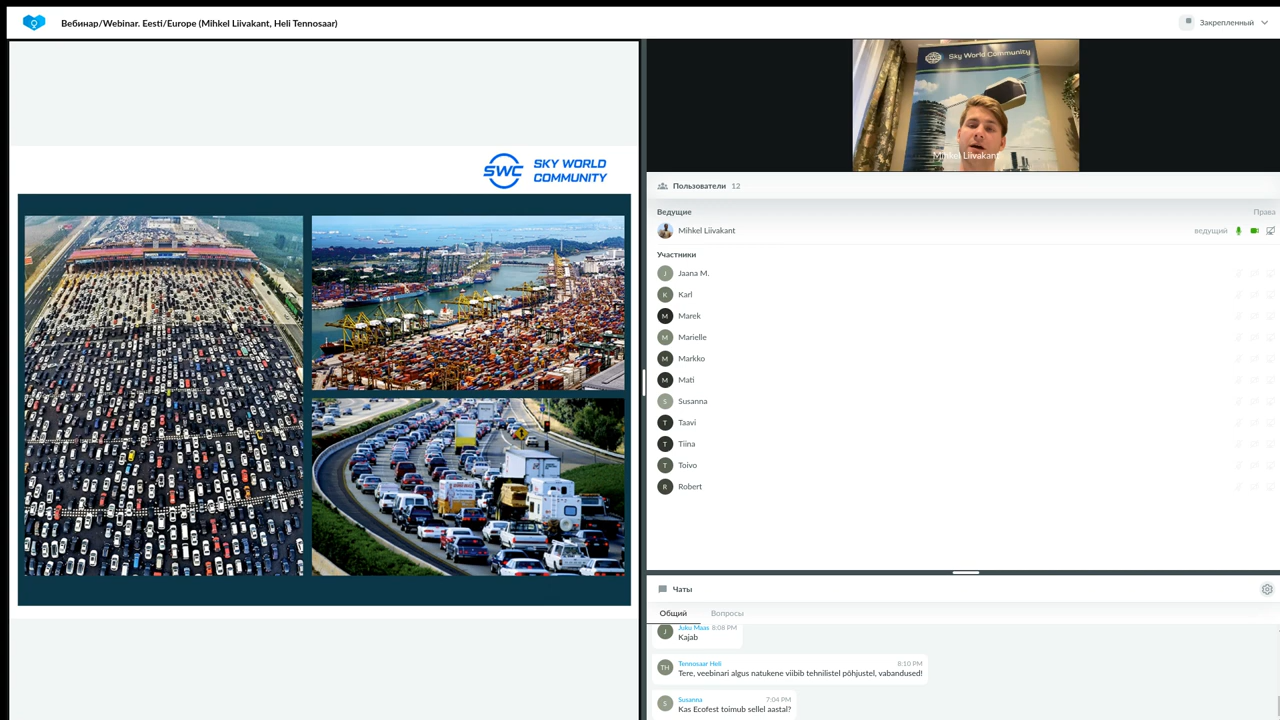 Вебинар/Webinar. Eesti/Europe (Mihkel Liivakant, Heli Tennosaar)
Закрепленный
SWC SKY WORLD
COMMUNITY
Sky World Community
Mihkel Liivakant
Пользователи 12
Ведущие Права
Mihkel Liivakant ведущий
Участники
J Jaana M.
K Karl
M Marek
M Marielle
M Markko
M Mati
S Susanna
T Taavi
T Tiina
T Toivo
R Robert
Чаты
Общий Вопросы
Juku Maas 8:08 PM
J Kajab
Tennosaar Heli 8:10 PM
TH Tere, veebinari algus natukene viibib tehnilistel põhjustel, vabandused!
Susanna 7:04 PM
S Kas Ecofest toimub sellel aastal?